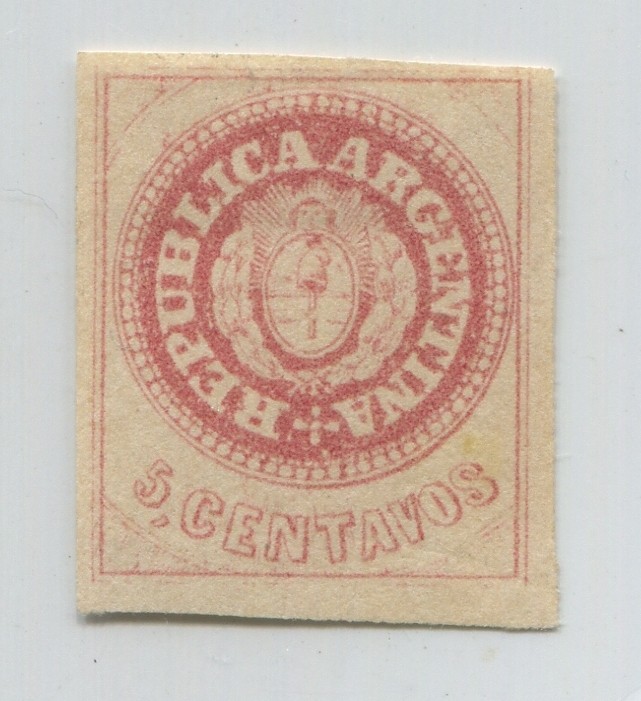 REPUBLICA ARGENTINA
5, CENTAVOS